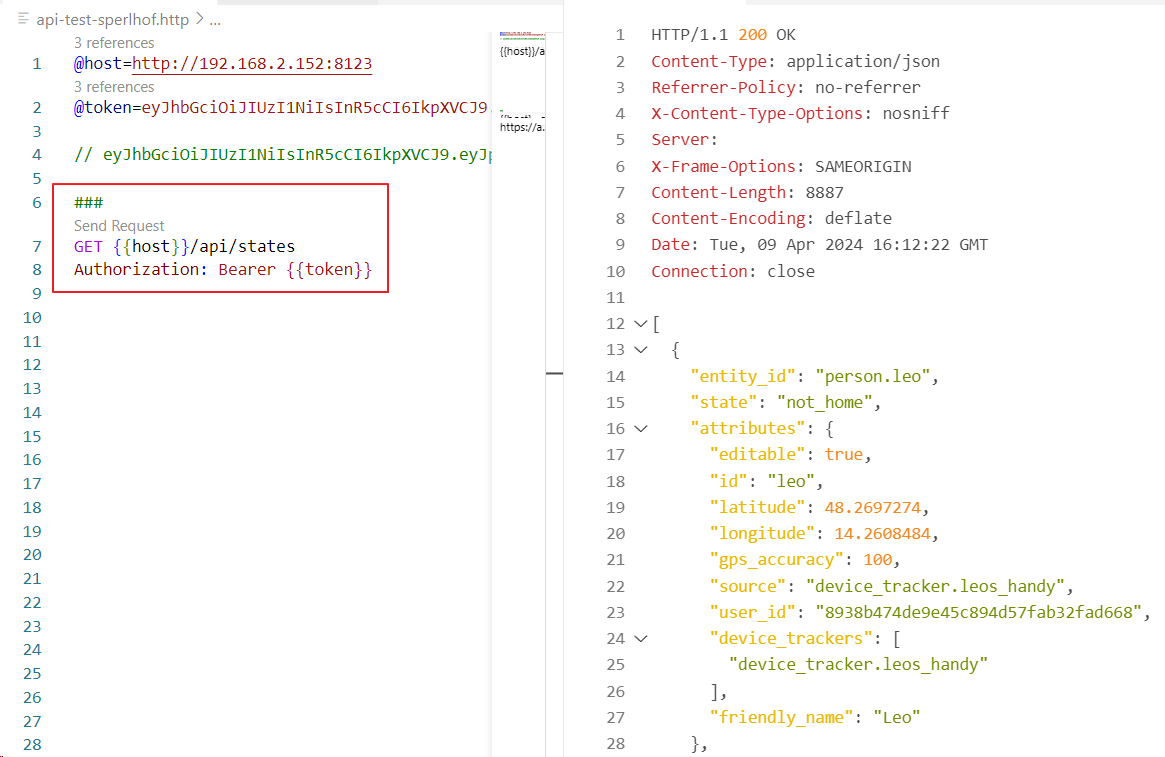 api-test-sperlhof.http > ...
3 references
1 @host=http://192.168.2.152:8123
3 references
2 @token=eyJhbGciOiJIUzI1NiIsInR5cCI6IkpXVCJ9
3
4 // eyJhbGciOiJIUzI1NiIsInR5cCI6IkpXVCJ9.eyJp
5
6 ###
Send Request
7 GET {{host}}/api/states
8 Authorization: Bearer {{token}}
9
10
11
12
13
14
15
16
17
18
19
20
21
22
23
24
25
26
27
28
{{host}}/a
https://a.
1 HTTP/1.1 200 OK
2 Content-Type: application/json
3 Referrer-Policy: no-referrer
4 X-Content-Type-Options: nosniff
5 Server:
6 X-Frame-Options: SAMEORIGIN
7 Content-Length: 8887
8 Content-Encoding: deflate
9 Date: Tue, 09 Apr 2024 16:12:22 GMT
10 Connection: close
11
12 [
13 {
14 "entity_id": "person.leo",
15 "state": "not_home",
16 "attributes": {
17 "editable": true,
18 "id": "leo",
19 "latitude": 48.2697274,
20 "longitude": 14.2608484,
21 "gps_accuracy": 100,
22 "source": "device_tracker.leos_handy",
23 "user_id": "8938b474de9e45c894d57fab32fad668",
24 "device_trackers": [
25 "device_tracker.leos_handy"
26 ],
27 "friendly_name": "Leo"
28 },